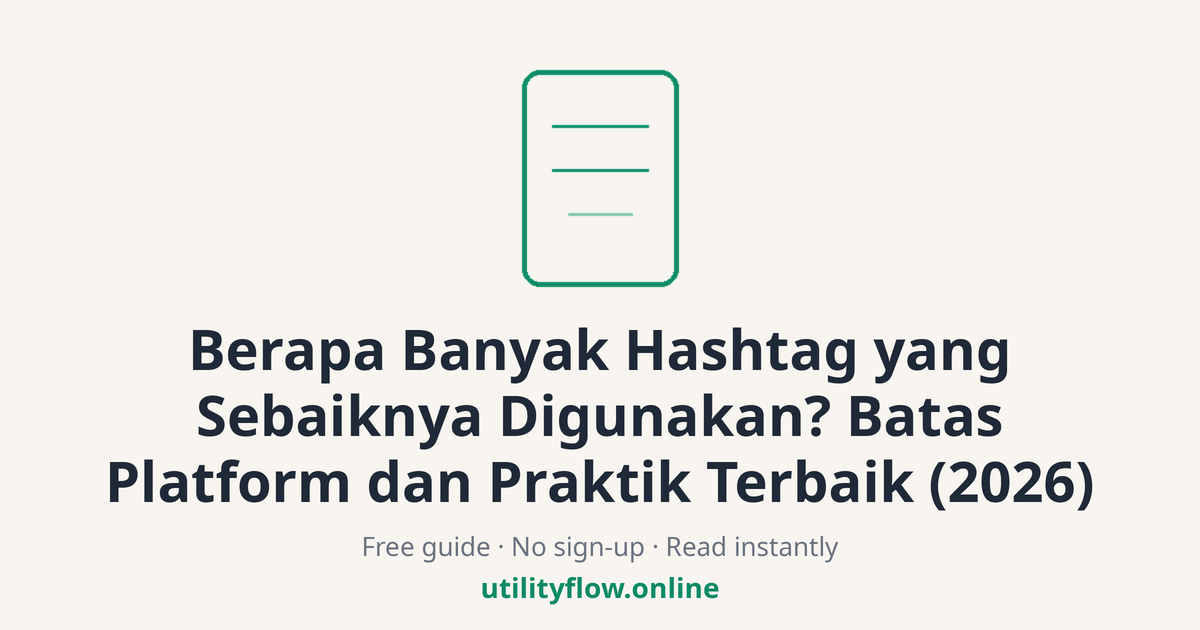 Berapa Banyak Hashtag yang
Sebaiknya Digunakan? Batas
Platform dan Praktik Terbaik (2026)
Free guide · No sign-up · Read instantly
utilityflow.online